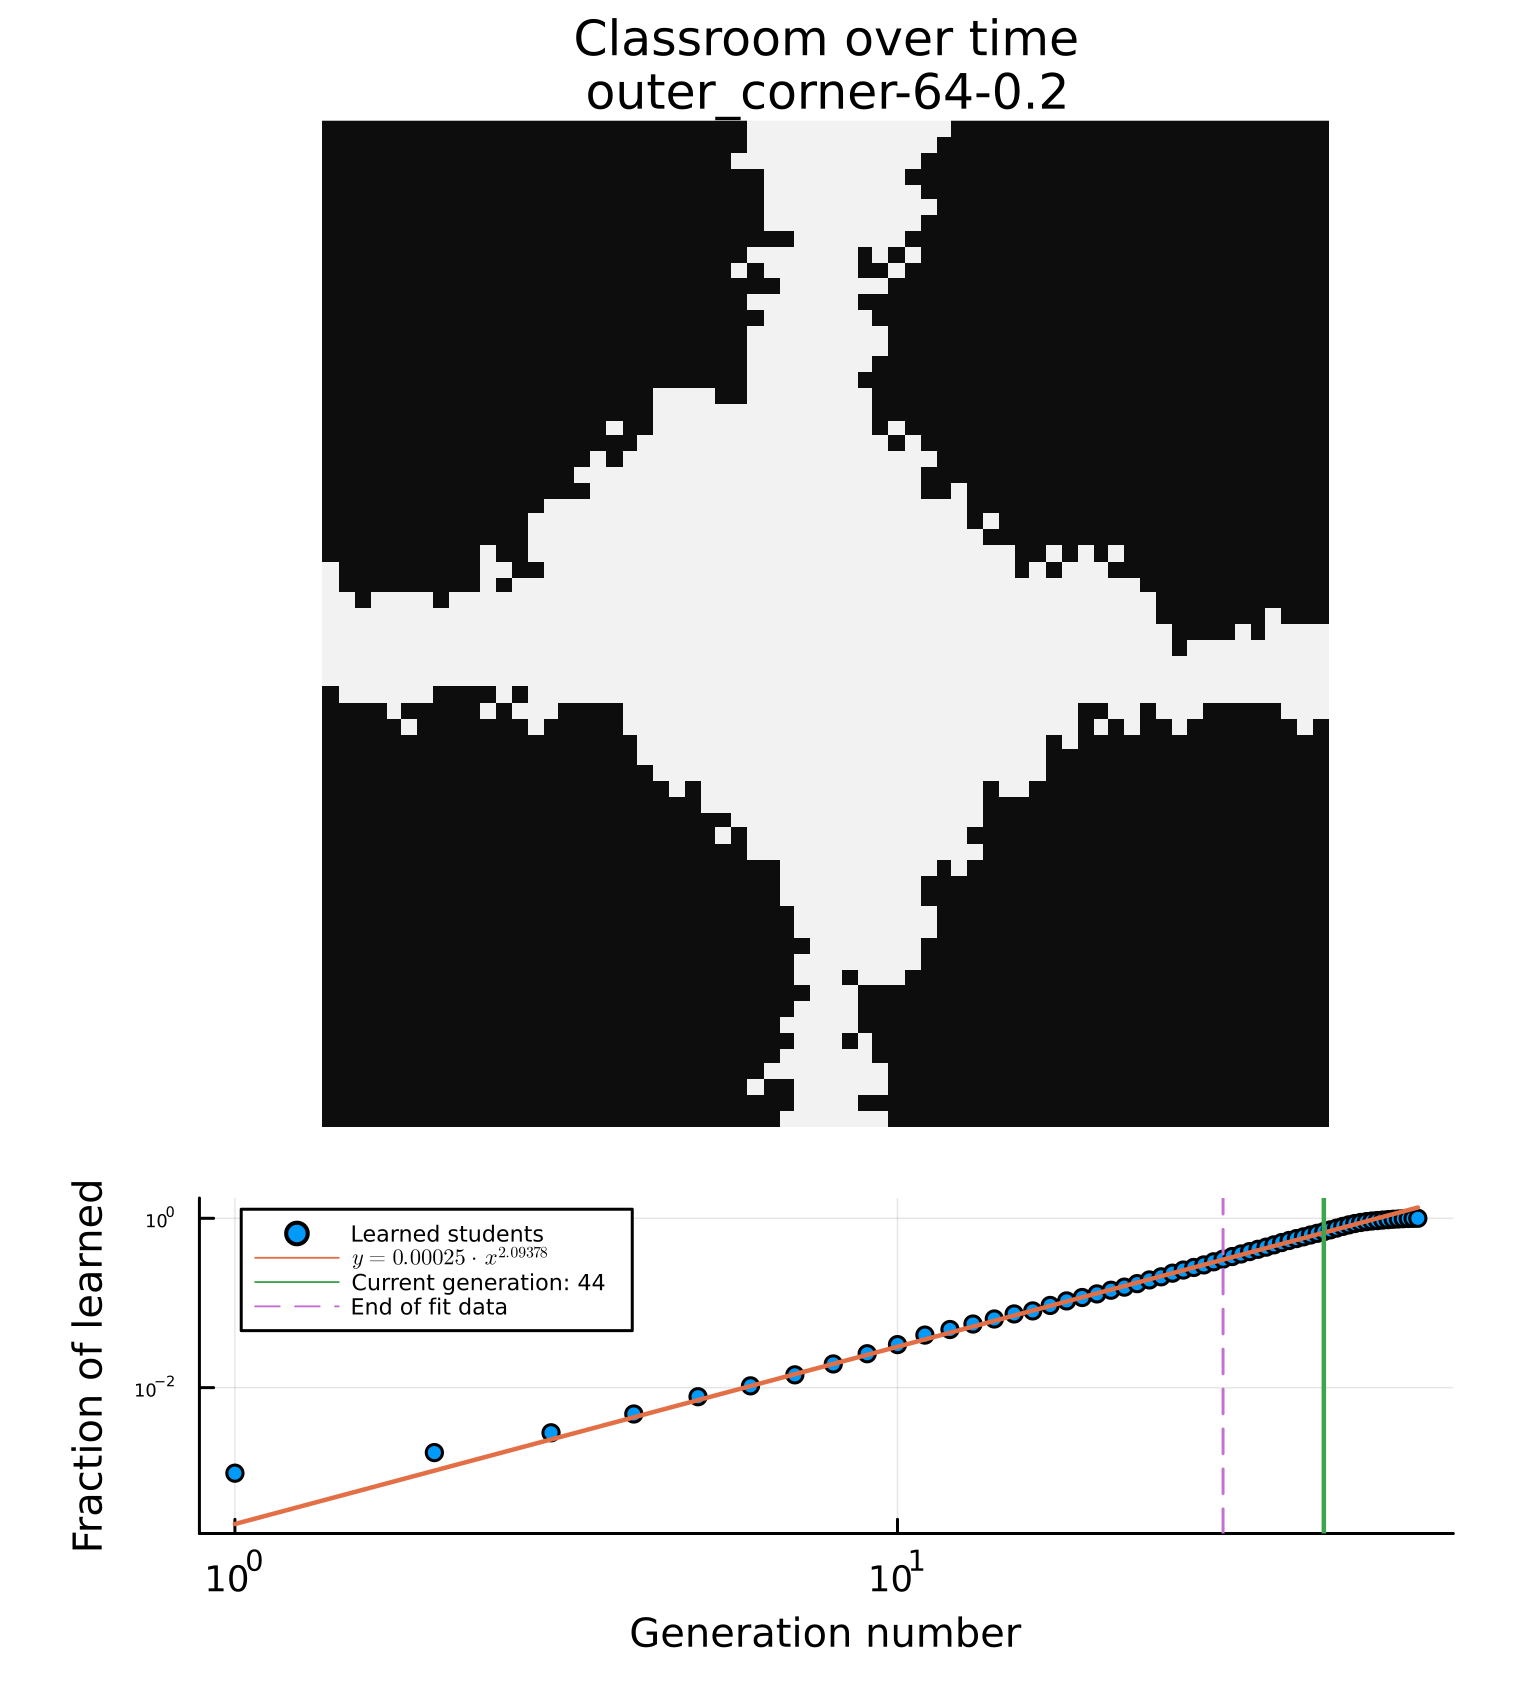 Classroom over time
outer_corner-64-0.2
Fraction of learned
10^0
10^-2
Learned students
y = 0.00025 · x^2.09378
Current generation: 44
End of fit data
10^0
10^1
Generation number